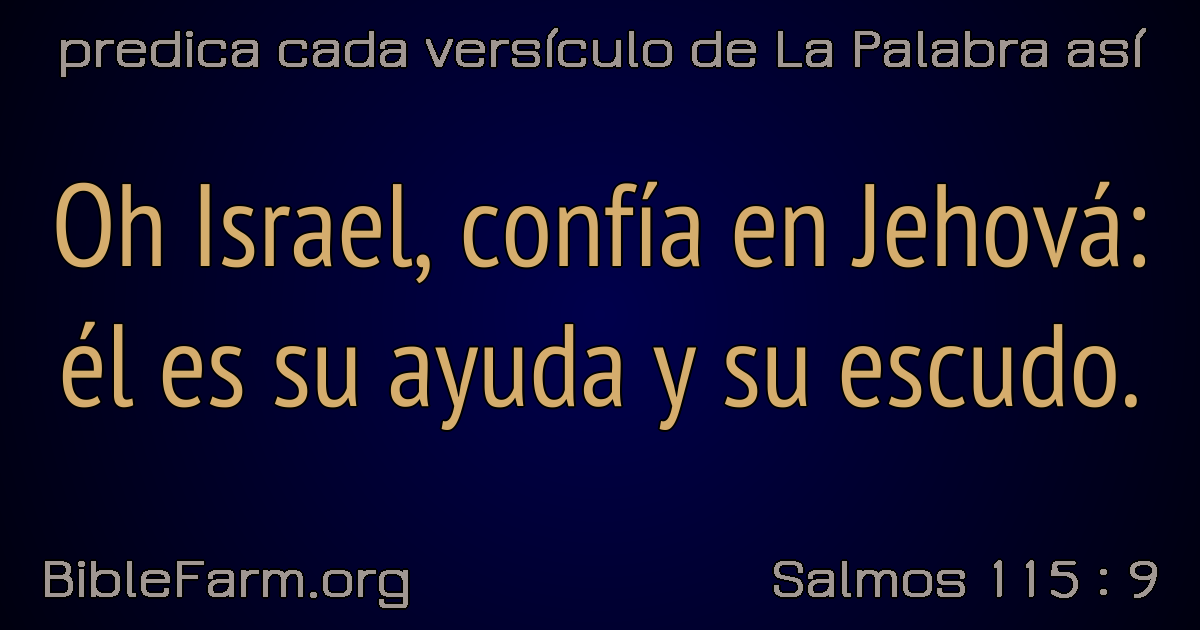 predica cada versículo de La Palabra así
Oh Israel, confía en Jehová:
él es su ayuda y su escudo.
BibleFarm.org
Salmos 115 : 9